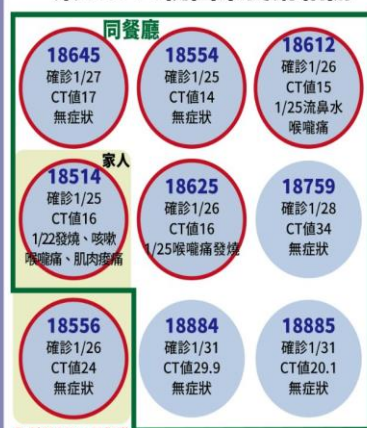 同餐廳
18645
確診1/27
CT值17
無症狀
18554
確診1/25
CT值14
無症狀
18612
確診1/26
CT值15
1/25流鼻水
喉嚨痛
家人
18514
確診1/25
CT值16
1/22發燒、咳嗽
喉嚨痛、肌肉痠痛
18625
確診1/26
CT值16
1/25喉嚨痛發燒
18759
確診1/28
CT值34
無症狀
18556
確診1/26
CT值24
無症狀
18884
確診1/31
CT值29.9
無症狀
18885
確診1/31
CT值20.1
無症狀